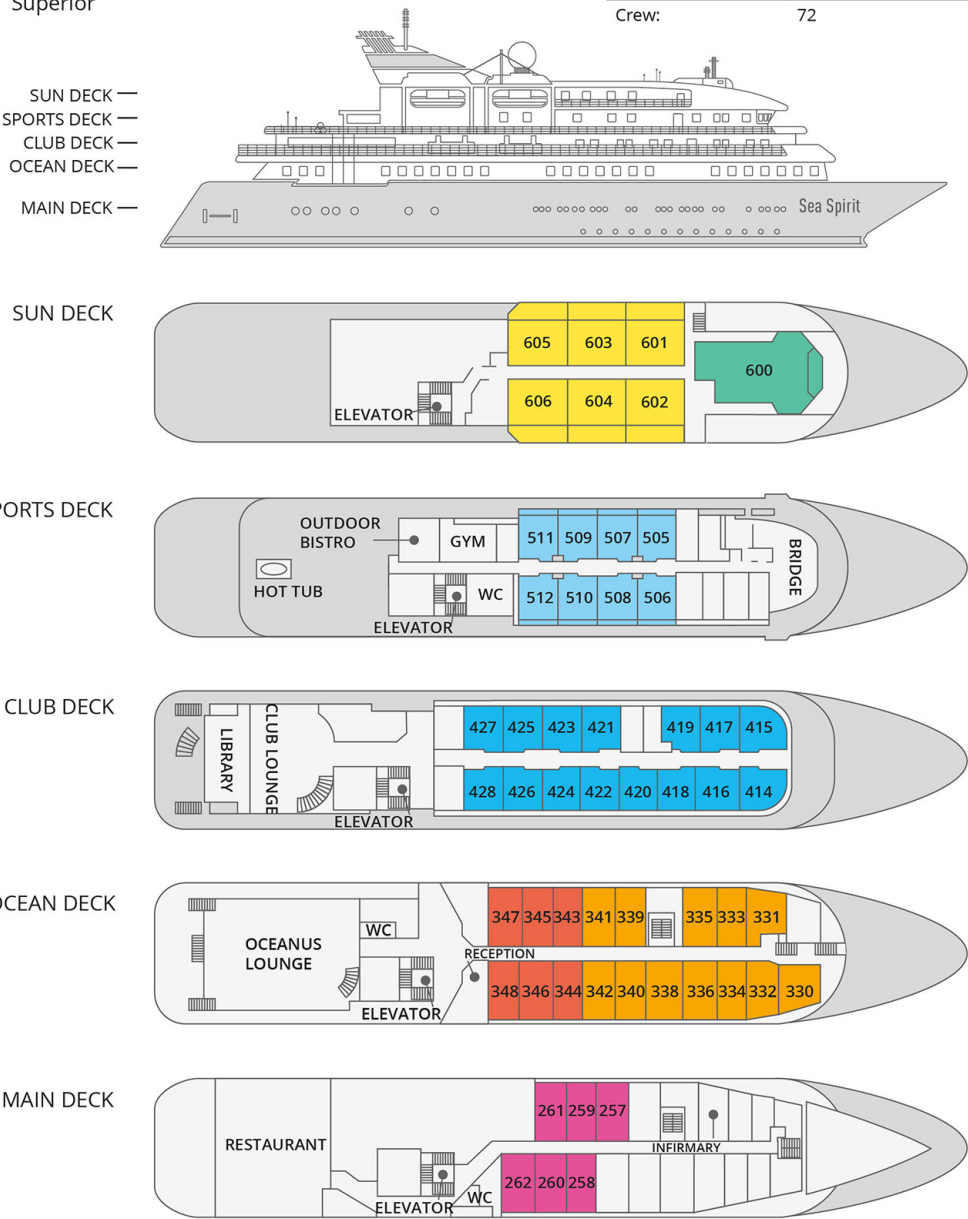 Superior
Crew: 72
SUN DECK
SPORTS DECK
CLUB DECK
OCEAN DECK
MAIN DECK
Sea Spirit
SUN DECK
605 603 601
600
606 604 602
ELEVATOR
PORTS DECK
OUTDOOR
BISTRO
GYM
511 509 507 505
BRIDGE
HOT TUB
WC
512 510 508 506
ELEVATOR
CLUB DECK
LIBRARY
CLUB LOUNGE
427 425 423 421 419 417 415
428 426 424 422 420 418 416 414
ELEVATOR
OCEAN DECK
WC
OCEANUS
LOUNGE
347 345 343 341 339 335 333 331
RECEPTION
348 346 344 342 340 338 336 334 332 330
ELEVATOR
MAIN DECK
261 259 257
RESTAURANT
INFIRMARY
262 260 258
WC
ELEVATOR